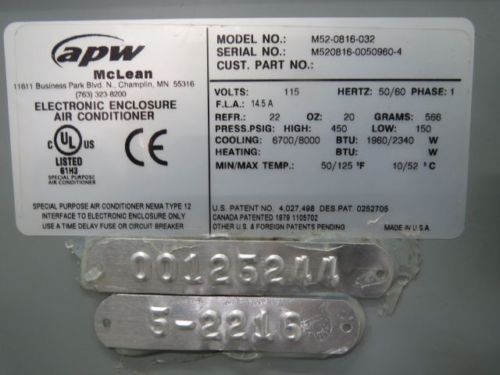 apw
McLean
11611 Business Park Blvd. N., Champlin, MN 55316
(763) 323-8200
ELECTRONIC ENCLOSURE
AIR CONDITIONER
C UL US
LISTED
61H3
SPECIAL PURPOSE
AIR CONDITIONER
SPECIAL PURPOSE AIR CONDITIONER NEMA TYPE 12
INTERFACE TO ELECTRONIC ENCLOSURE ONLY
USE A TIME DELAY FUSE OR CIRCUIT BREAKER
MODEL NO.: M52-0816-032
SERIAL NO.: M520816-0050960-4
CUST. PART NO.:
VOLTS: 115 HERTZ: 50/60 PHASE: 1
F.L.A.: 14.5 A
REFR.: 22 OZ: 20 GRAMS: 566
PRESS.PSIG: HIGH: 450 LOW: 150
COOLING: 6700/8000 BTU: 1960/2340 W
HEATING: BTU: W
MIN/MAX TEMP.: 50/125 °F 10/52 °C
U.S. PATENT NO. 4,027,498 DES.PAT. 0252705
CANADA PATENTED 1979 1105702
OTHER U.S. & FOREIGN PATENTS PENDING MADE IN U.S.A.
00125244
5-2216